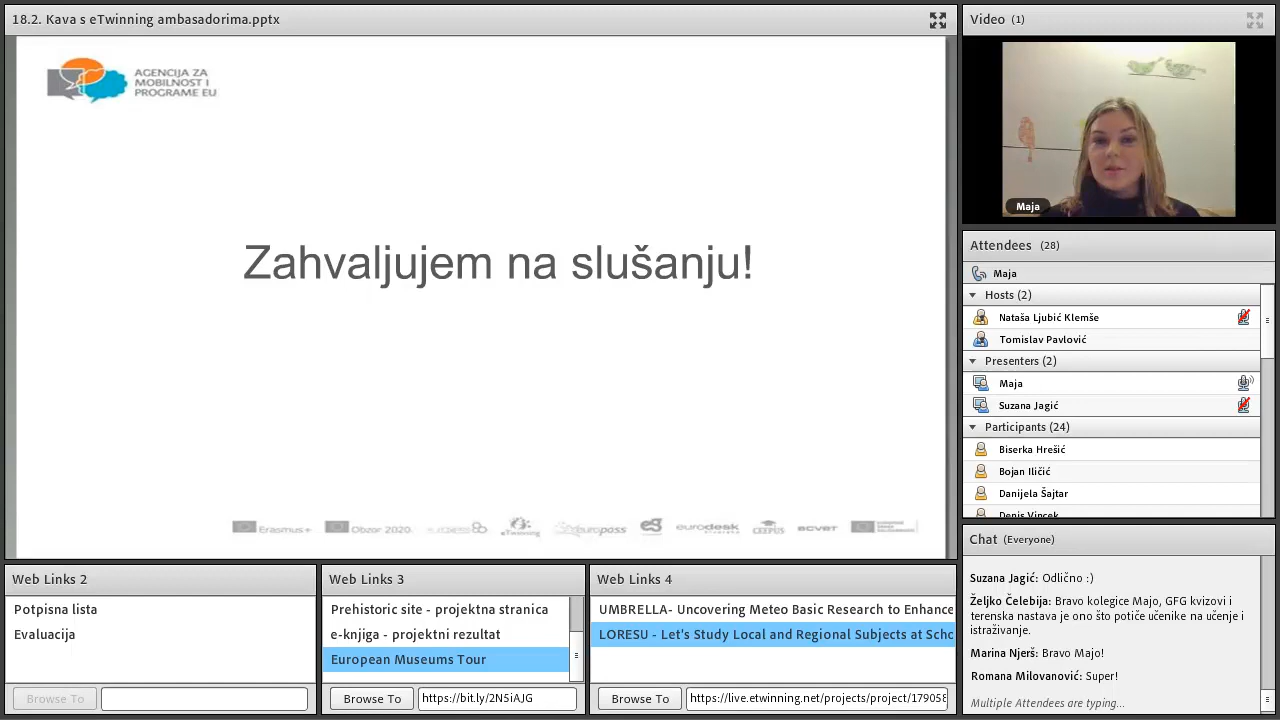 18.2. Kava s eTwinning ambasadorima.pptx
AGENCIJA ZA
MOBILNOST I
PROGRAME EU
Zahvaljujem na slušanju!
Erasmus+
Obzor 2020.
eTwinning
europass
e3
eurodesk
CEEPUS
ECVET
Video (1)
Maja
Attendees (28)
Maja
Hosts (2)
Nataša Ljubić Klemše
Tomislav Pavlović
Presenters (2)
Maja
Suzana Jagić
Participants (24)
Biserka Hrešić
Bojan Iličić
Danijela Šajtar
Denis Vincek
Chat (Everyone)
Suzana Jagić: Odlično :)
Željko Čelebija: Bravo kolegice Majo, GFG kvizovi i
terenska nastava je ono što potiče učenike na učenje i
istraživanje.
Marina Njerš: Bravo Majo!
Romana Milovanović: Super!
Multiple Attendees are typing...
Web Links 2
Potpisna lista
Evaluacija
Browse To
Web Links 3
Prehistoric site - projektna stranica
e-knjiga - projektni rezultat
European Museums Tour
Browse To https://bit.ly/2N5iAJG
Web Links 4
UMBRELLA- Uncovering Meteo Basic Research to Enhance
LORESU - Let's Study Local and Regional Subjects at Scho
Browse To https://live.etwinning.net/projects/project/179058